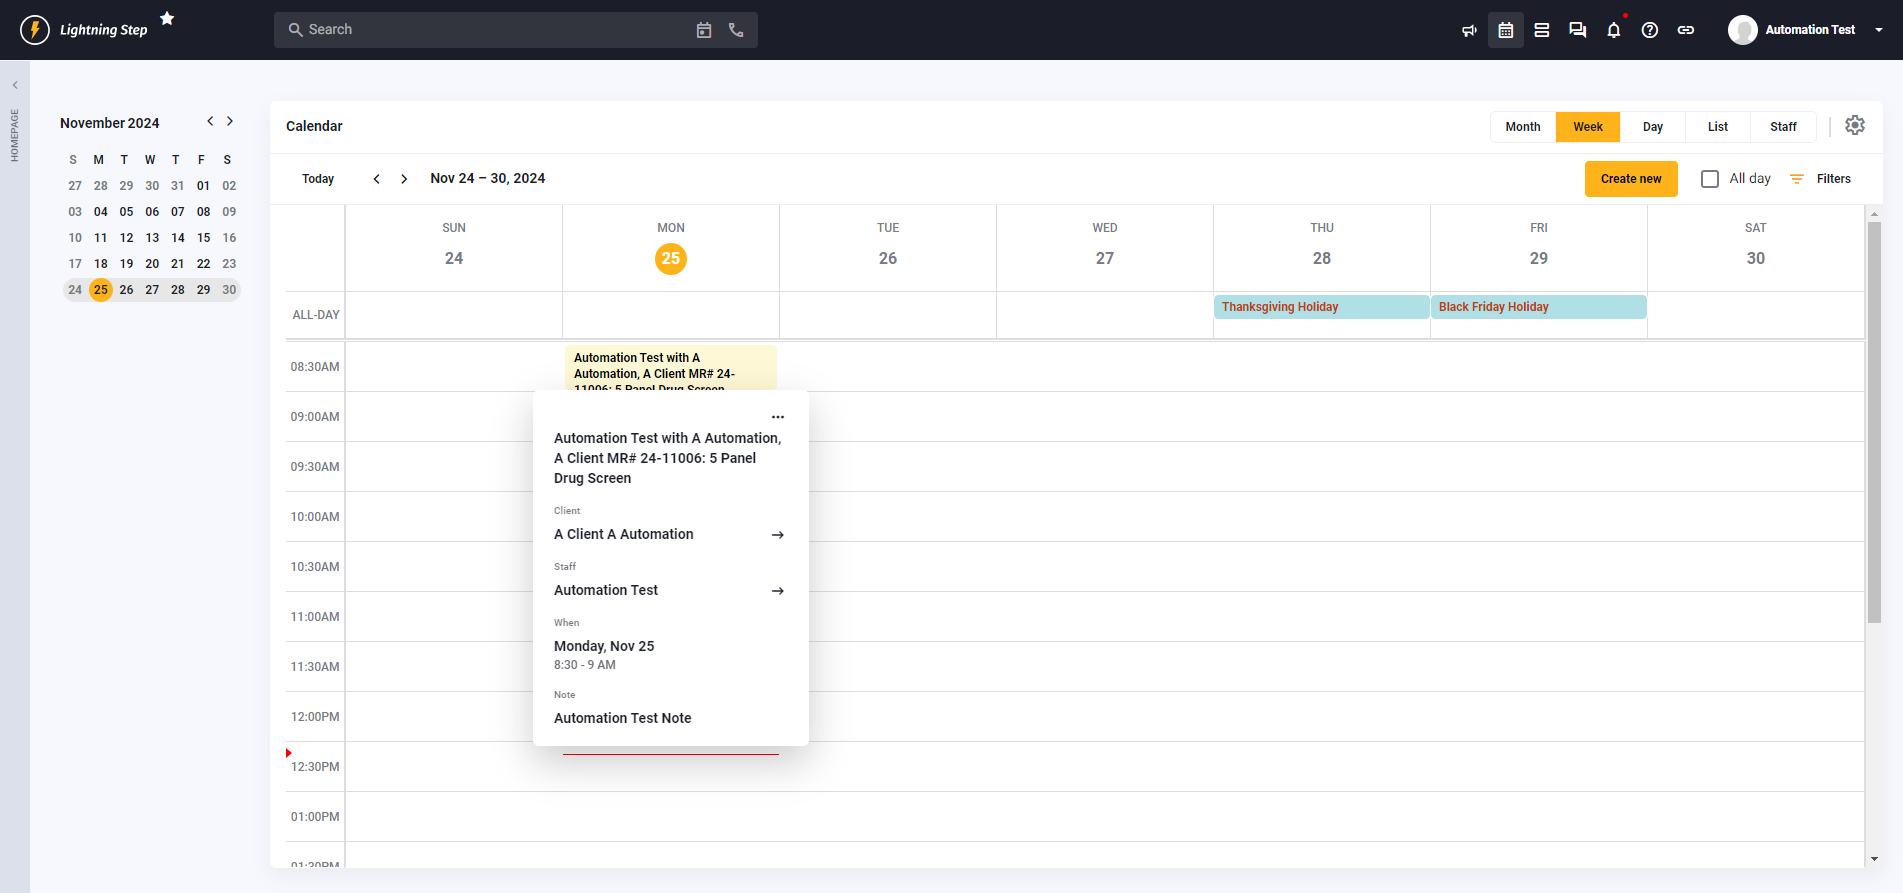 Lightning Step
Search
Automation Test
HOMEPAGE
November 2024
S M T W T F S
27 28 29 30 31 01 02
03 04 05 06 07 08 09
10 11 12 13 14 15 16
17 18 19 20 21 22 23
24 25 26 27 28 29 30
Calendar
Month Week Day List Staff
Today
Nov 24 – 30, 2024
Create new
All day
Filters
SUN MON TUE WED THU FRI SAT
24 25 26 27 28 29 30
ALL-DAY
Thanksgiving Holiday
Black Friday Holiday
08:30AM
Automation Test with A
Automation, A Client MR# 24-
11006: 5 Panel Drug Screen
09:00AM
09:30AM
10:00AM
10:30AM
11:00AM
11:30AM
12:00PM
12:30PM
01:00PM
01:30PM
Automation Test with A Automation,
A Client MR# 24-11006: 5 Panel
Drug Screen
Client
A Client A Automation
Staff
Automation Test
When
Monday, Nov 25
8:30 - 9 AM
Note
Automation Test Note